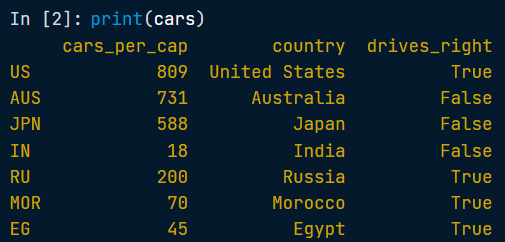 In [2]: print(cars)
cars_per_cap country drives_right
US 809 United States True
AUS 731 Australia False
JPN 588 Japan False
IN 18 India False
RU 200 Russia True
MOR 70 Morocco True
EG 45 Egypt True